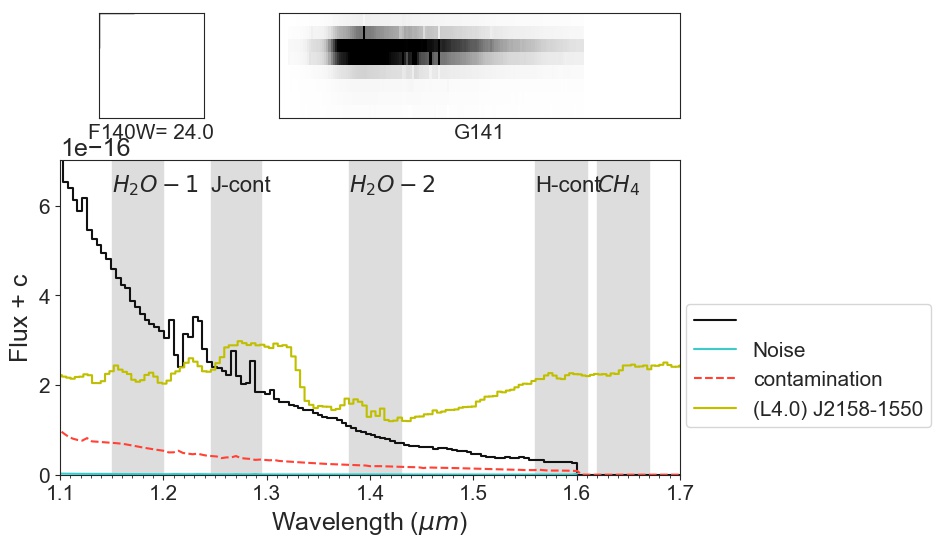 F140W= 24.0
G141
1e−16
H₂O − 1
J-cont
H₂O − 2
H-cont
CH₄
6
4
2
0
Flux + c
1.1
1.2
1.3
1.4
1.5
1.6
1.7
Wavelength (μm)
Noise
contamination
(L4.0) J2158-1550